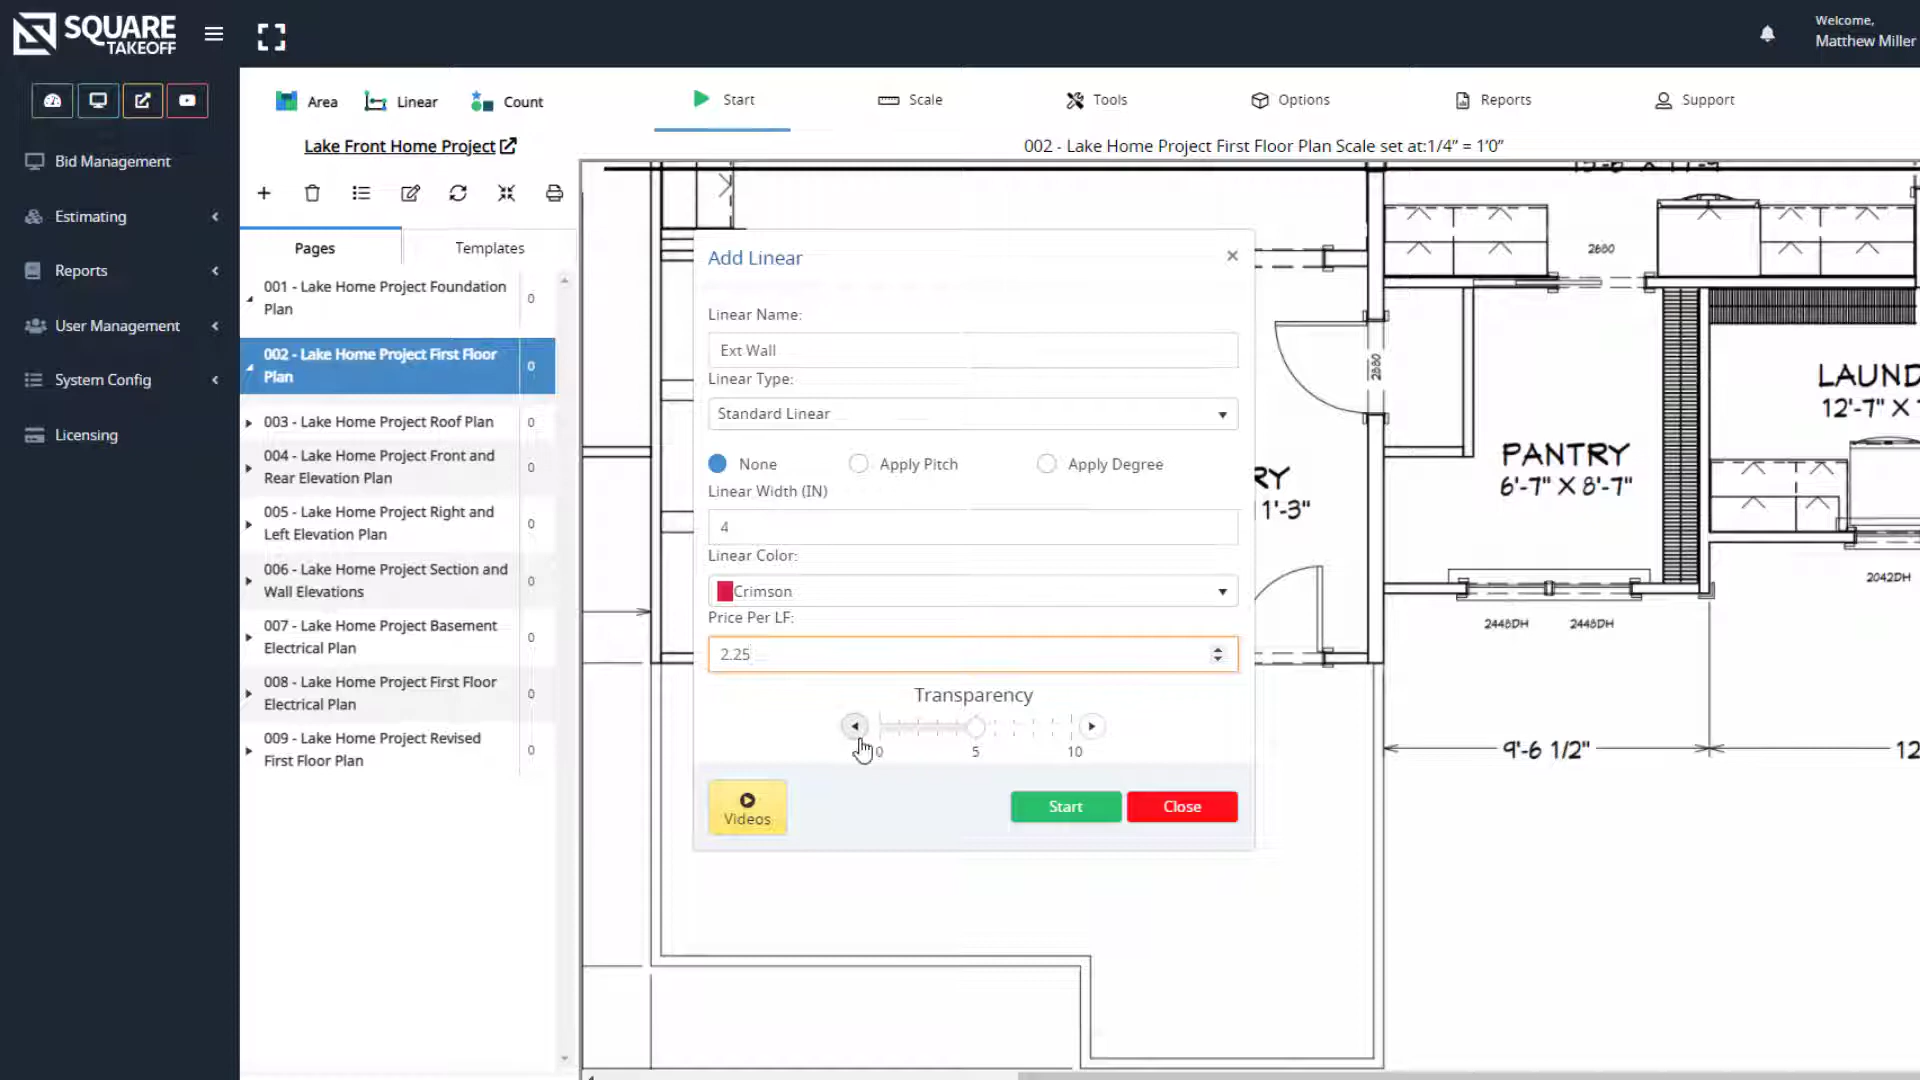 SQUARE
TAKEOFF
Welcome,
Matthew Miller
Area
Linear
Count
Start
Scale
Tools
Options
Reports
Support
Lake Front Home Project
002 - Lake Home Project First Floor Plan Scale set at:1/4” = 1’0”
Bid Management
Estimating
Reports
User Management
System Config
Licensing
Pages
Templates
001 - Lake Home Project Foundation
Plan
0
002 - Lake Home Project First Floor
Plan
0
003 - Lake Home Project Roof Plan
0
004 - Lake Home Project Front and
Rear Elevation Plan
0
005 - Lake Home Project Right and
Left Elevation Plan
0
006 - Lake Home Project Section and
Wall Elevations
0
007 - Lake Home Project Basement
Electrical Plan
0
008 - Lake Home Project First Floor
Electrical Plan
0
009 - Lake Home Project Revised
First Floor Plan
0
Add Linear
×
Linear Name:
Ext Wall
Linear Type:
Standard Linear
None
Apply Pitch
Apply Degree
Linear Width (IN)
4
Linear Color:
Crimson
Price Per LF:
2.25
Transparency
0
5
10
Videos
Start
Close
2680
2880
RY
1'-3"
PANTRY
6'-7" X 8'-7"
LAUND
12'-7" X
2042DH
2448DH
2448DH
9'-6 1/2"
12